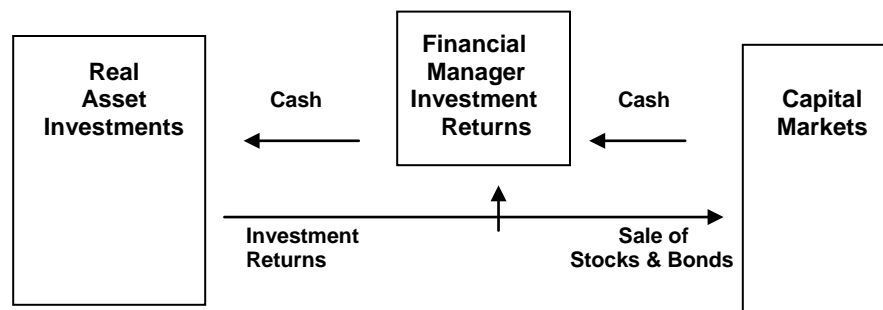 Real
Asset
Investments
Cash
Financial
Manager
Investment
Returns
Cash
Capital
Markets
Investment
Returns
Sale of
Stocks & Bonds